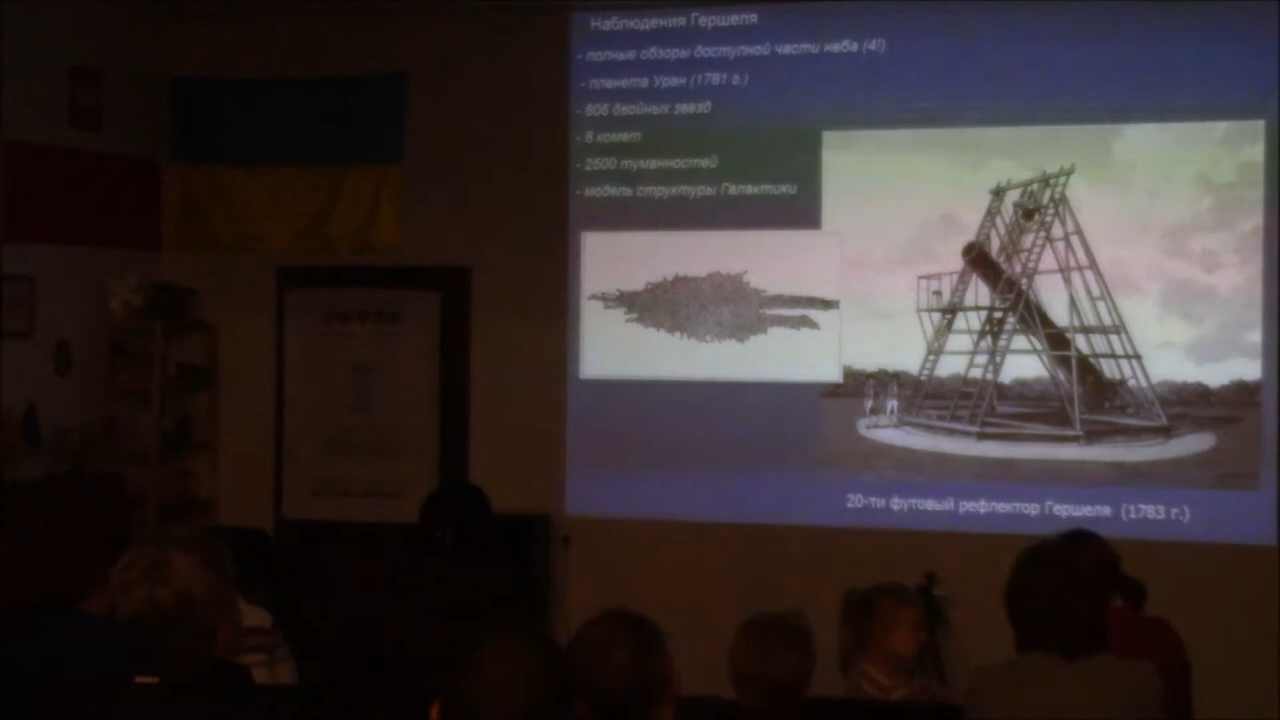 Наблюдения Гершеля
- полные обзоры доступной части неба (4!)
- планета Уран (1781 г.)
- 806 двойных звезд
- 8 комет
- 2500 туманностей
- модель структуры Галактики
20-ти футовый рефлектор Гершеля (1783 г.)